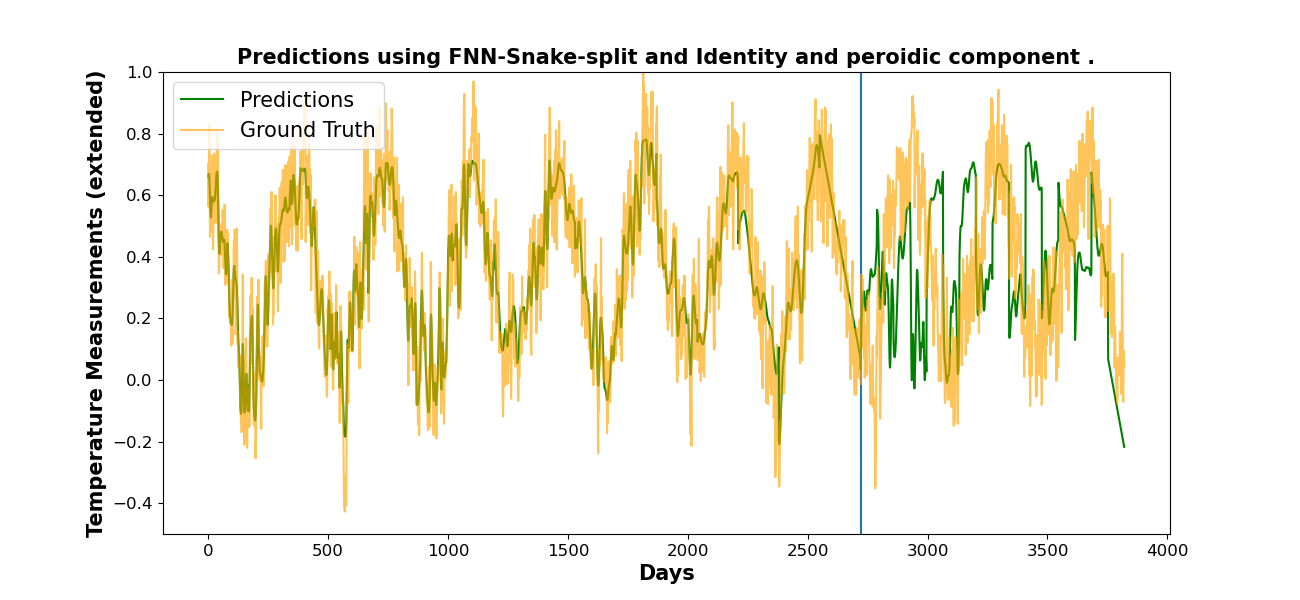 Predictions using FNN-Snake-split and Identity and peroidic component .
Temperature Measurements (extended)
1.0
0.8
0.6
0.4
0.2
0.0
−0.2
−0.4
Predictions
Ground Truth
0 500 1000 1500 2000 2500 3000 3500 4000
Days